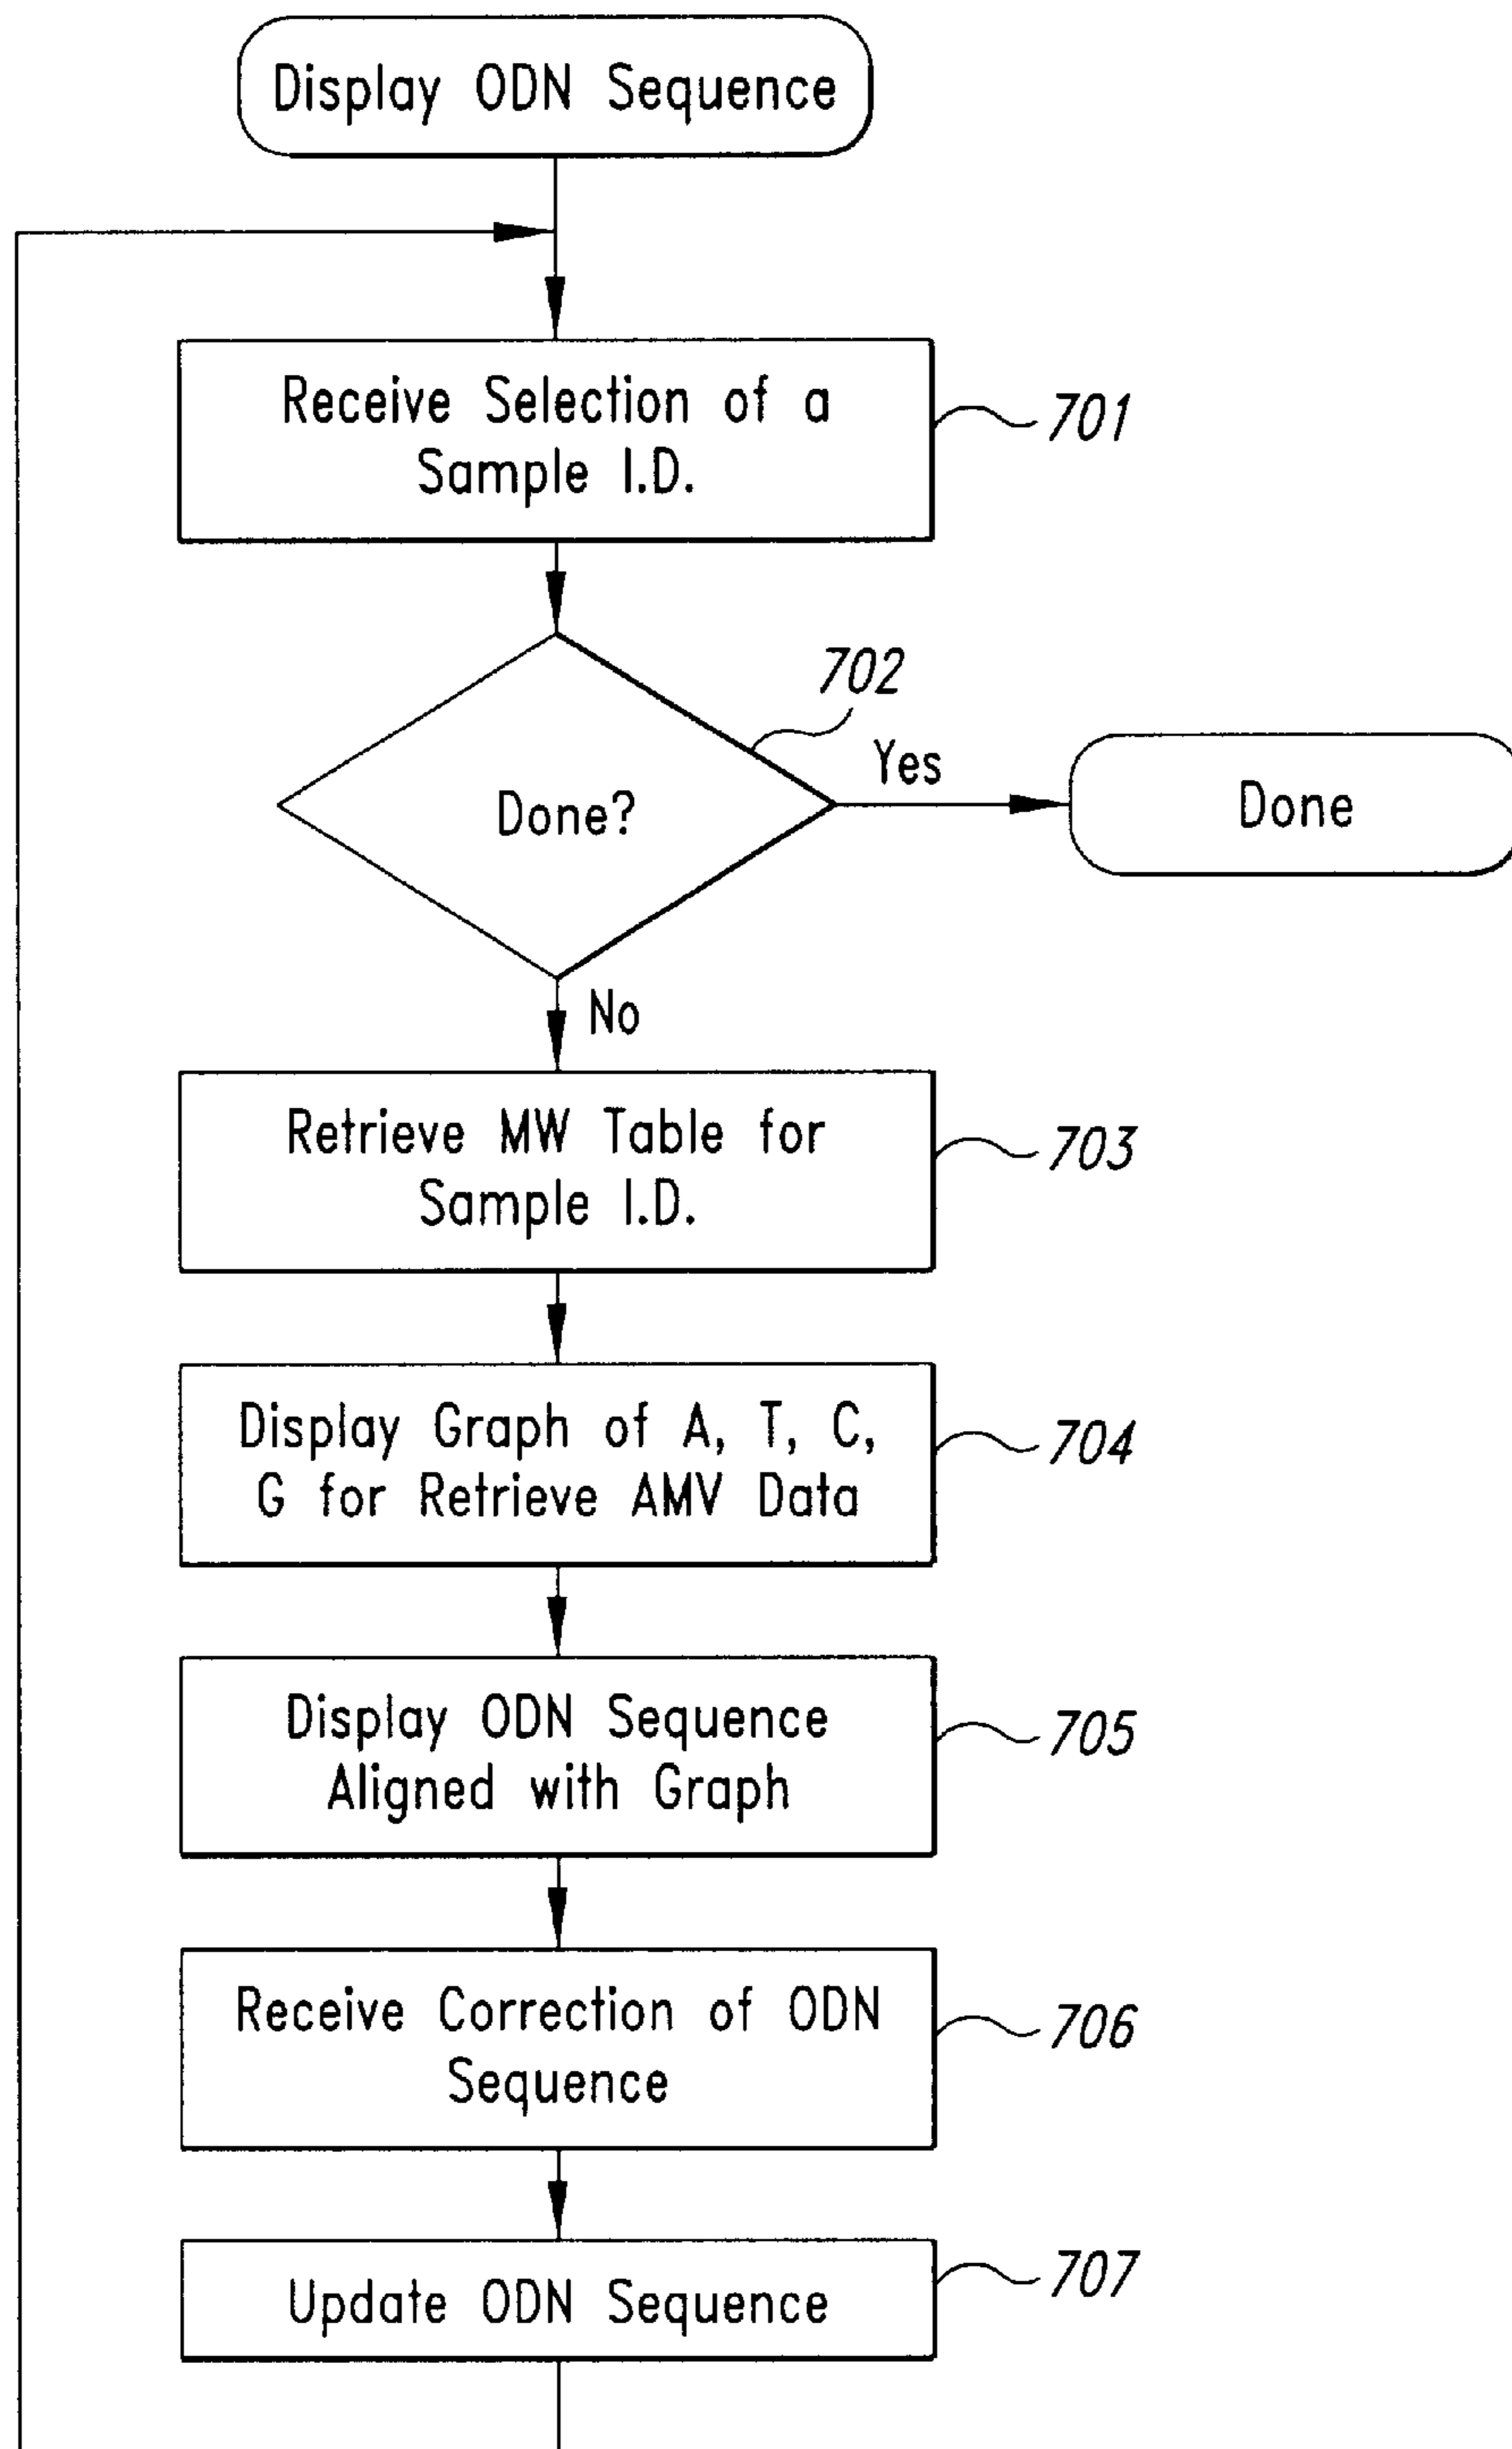 Display ODN Sequence
Receive Selection of a
Sample I.D.
701
702
Done?
Yes
Done
No
Retrieve MW Table for
Sample I.D.
703
Display Graph of A, T, C,
G for Retrieve AMV Data
704
Display ODN Sequence
Aligned with Graph
705
Receive Correction of ODN
Sequence
706
Update ODN Sequence
707